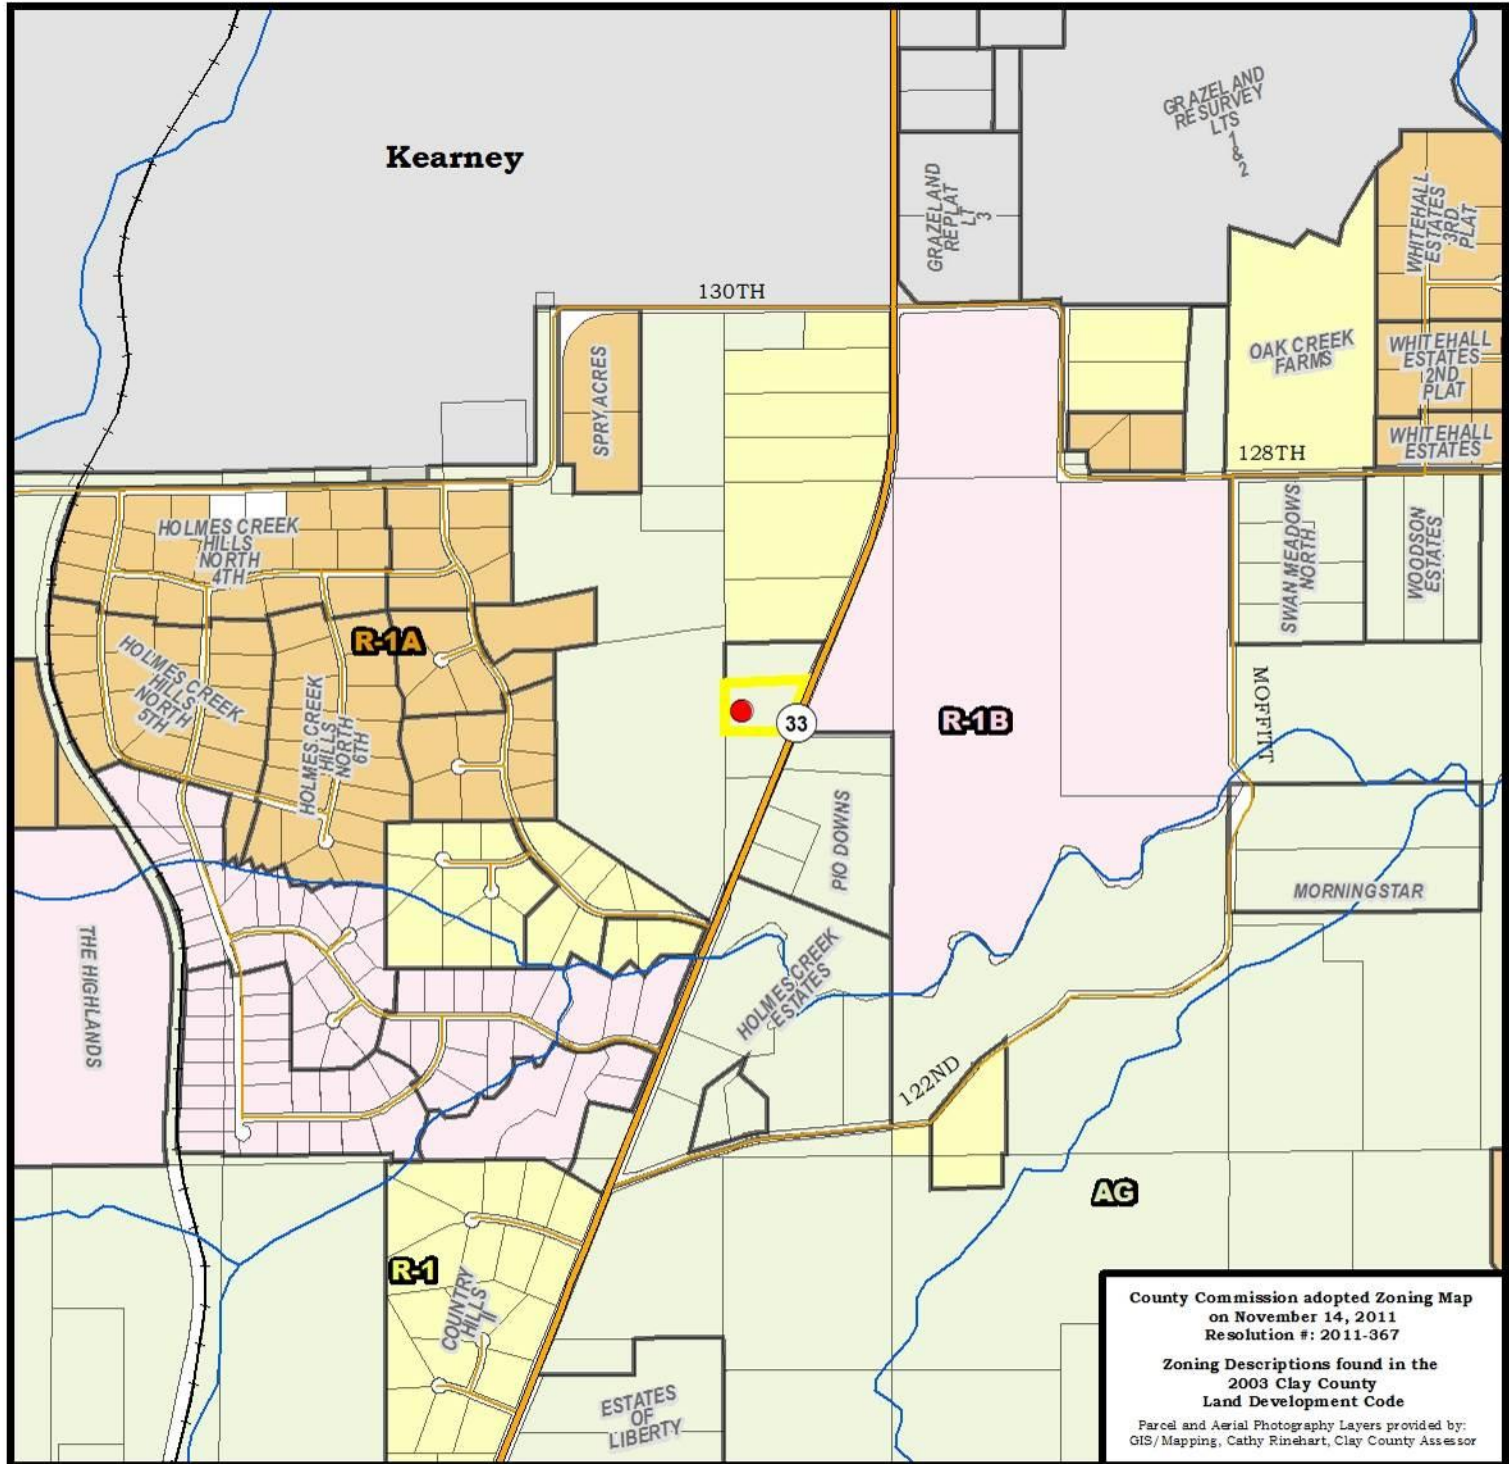 Kearney
GRAZELAND
RESURVEY
LTS
1
&
2
GRAZELAND
REPLAT
LT
3
WHITEHALL
ESTATES
3RD
PLAT
130TH
SPRY ACRES
OAK CREEK
FARMS
WHITEHALL
ESTATES
2ND
PLAT
WHITEHALL
ESTATES
128TH
HOLMES CREEK
HILLS
NORTH
4TH
SWAN MEADOWS
NORTH
WOODSON
ESTATES
R-1A
HOLMES CREEK
HILLS
NORTH
5TH
HOLMES CREEK
HILLS
NORTH
6TH
33
R-1B
MOFFITT
PIO DOWNS
MORNINGSTAR
THE HIGHLANDS
HOLMES CREEK
ESTATES
122ND
AG
R-1
COUNTRY
HILLS
II
ESTATES
OF
LIBERTY
County Commission adopted Zoning Map
on November 14, 2011
Resolution #: 2011-367
Zoning Descriptions found in the
2003 Clay County
Land Development Code
Parcel and Aerial Photography Layers provided by:
GIS/Mapping, Cathy Rinehart, Clay County Assessor